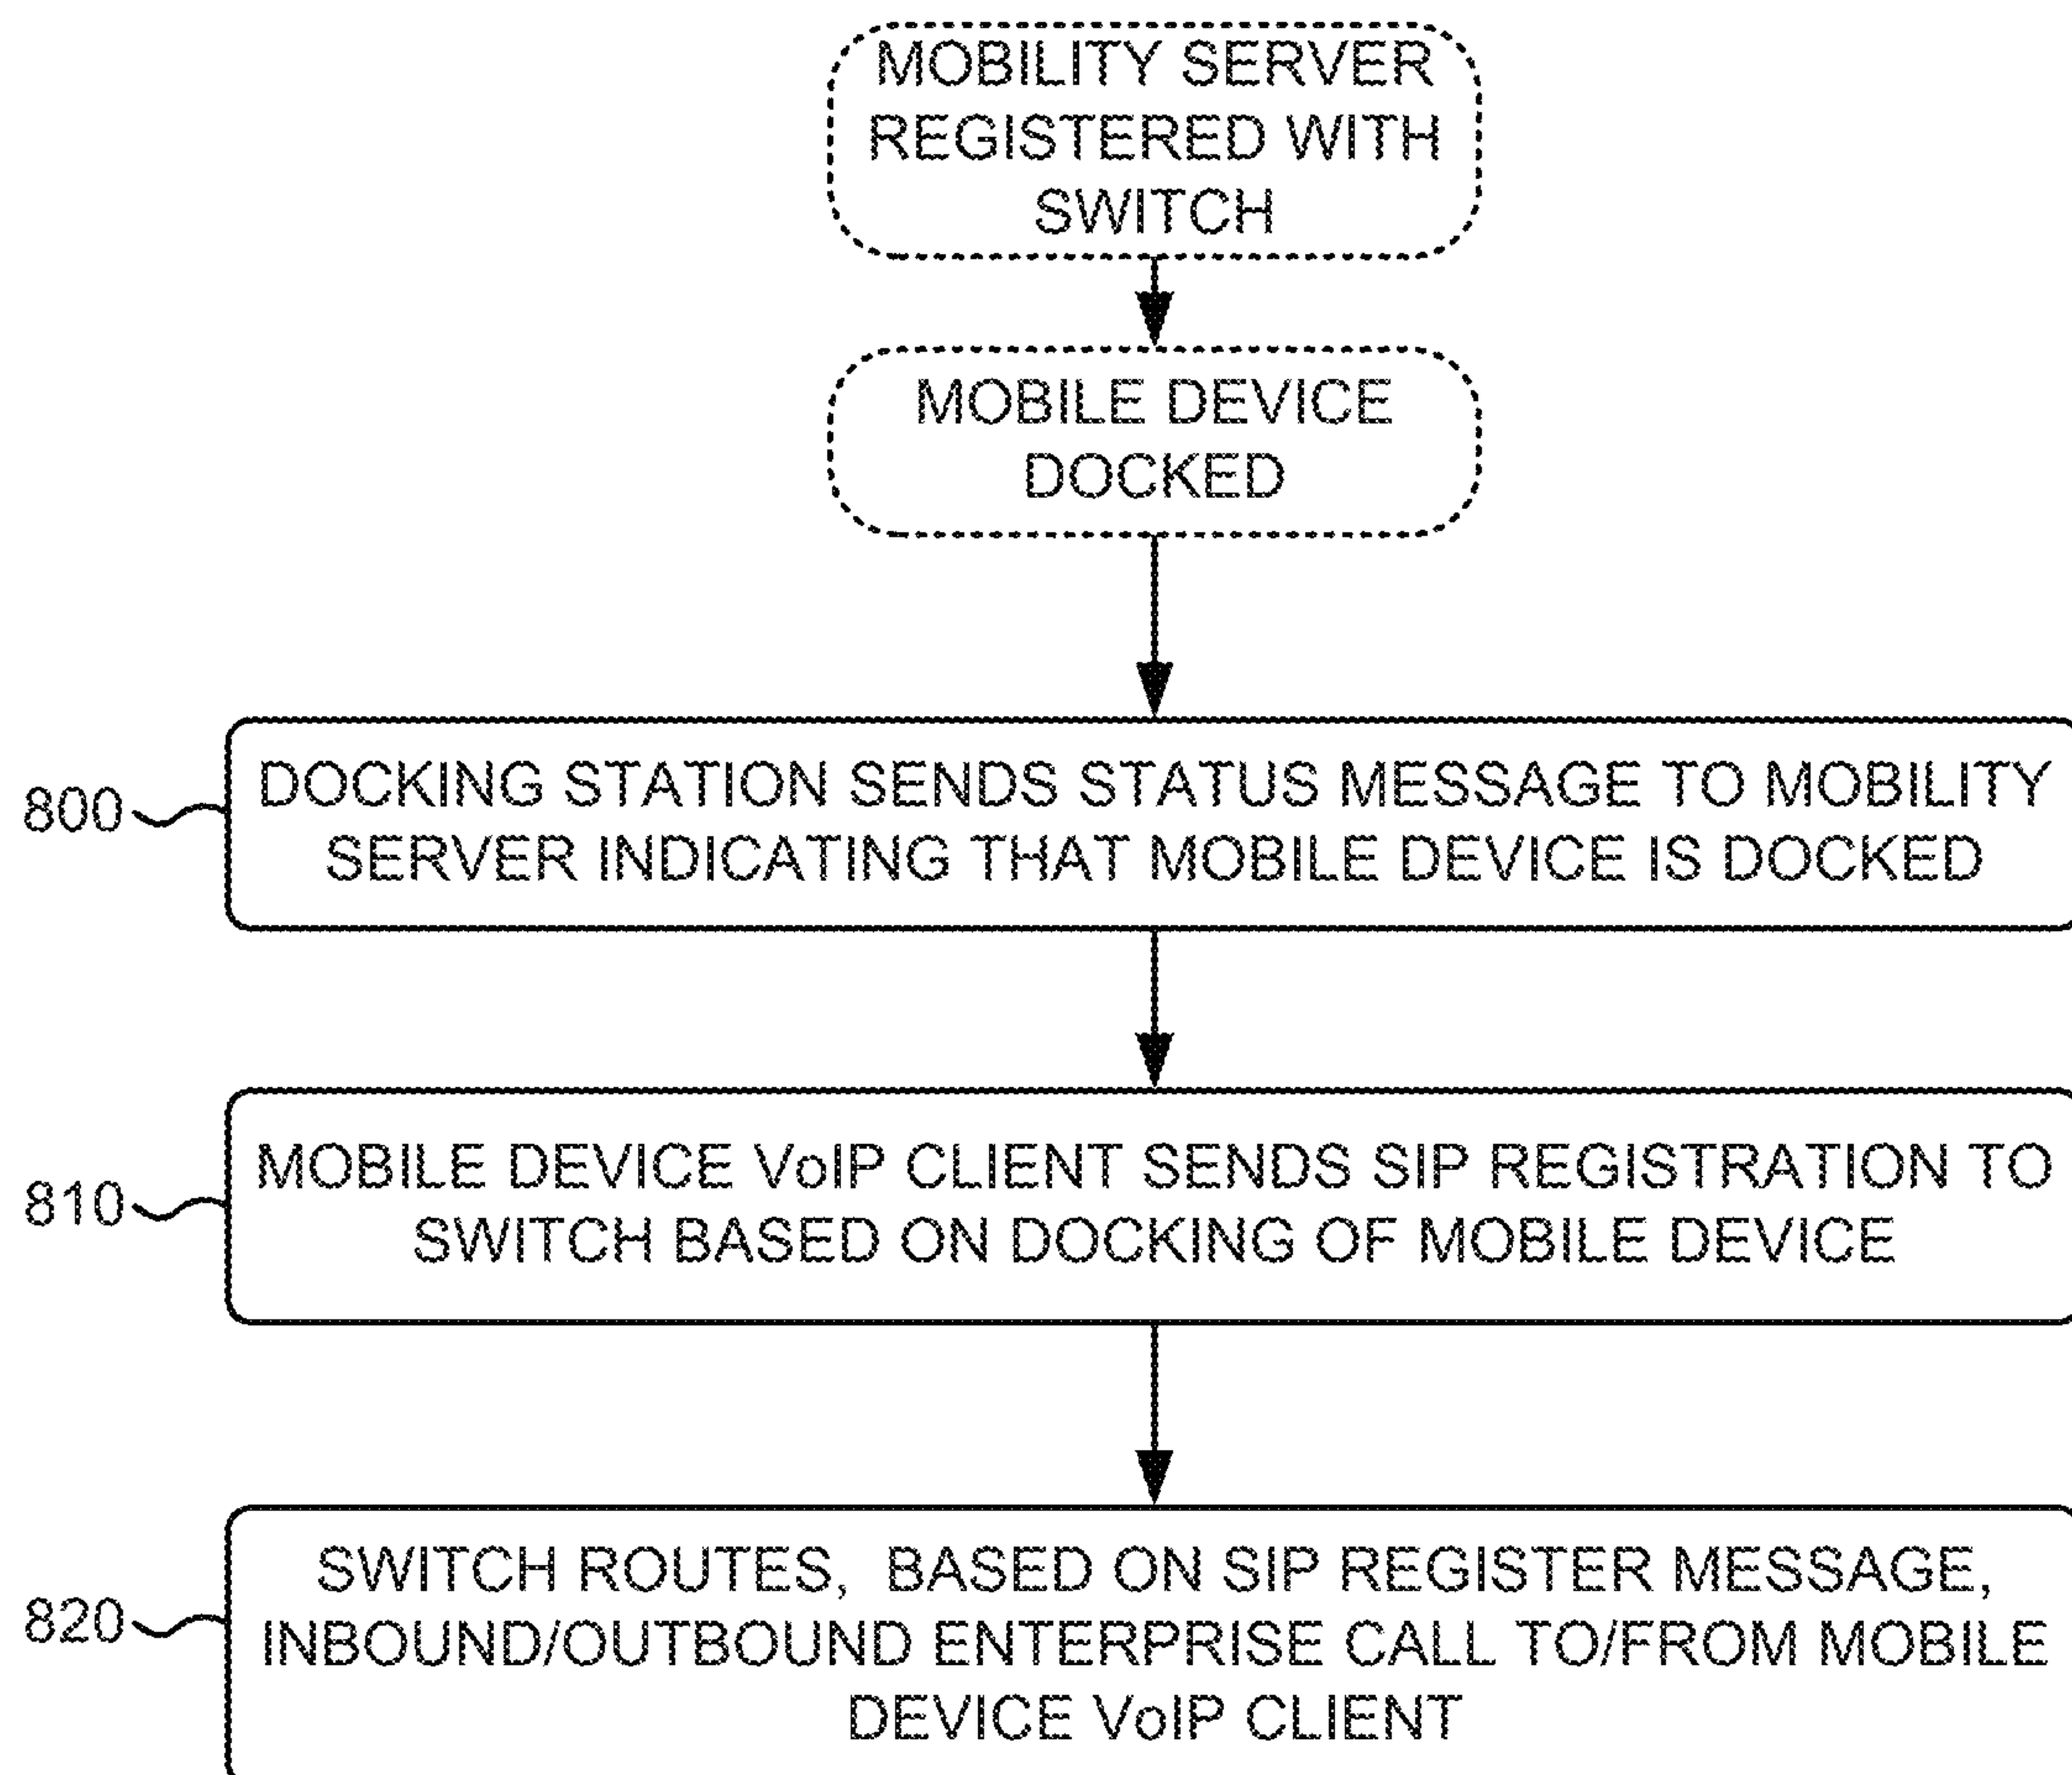 MOBILITY SERVER
REGISTERED WITH
SWITCH
MOBILE DEVICE
DOCKED
800
DOCKING STATION SENDS STATUS MESSAGE TO MOBILITY
SERVER INDICATING THAT MOBILE DEVICE IS DOCKED
810
MOBILE DEVICE VoIP CLIENT SENDS SIP REGISTRATION TO
SWITCH BASED ON DOCKING OF MOBILE DEVICE
820
SWITCH ROUTES, BASED ON SIP REGISTER MESSAGE,
INBOUND/OUTBOUND ENTERPRISE CALL TO/FROM MOBILE
DEVICE VoIP CLIENT